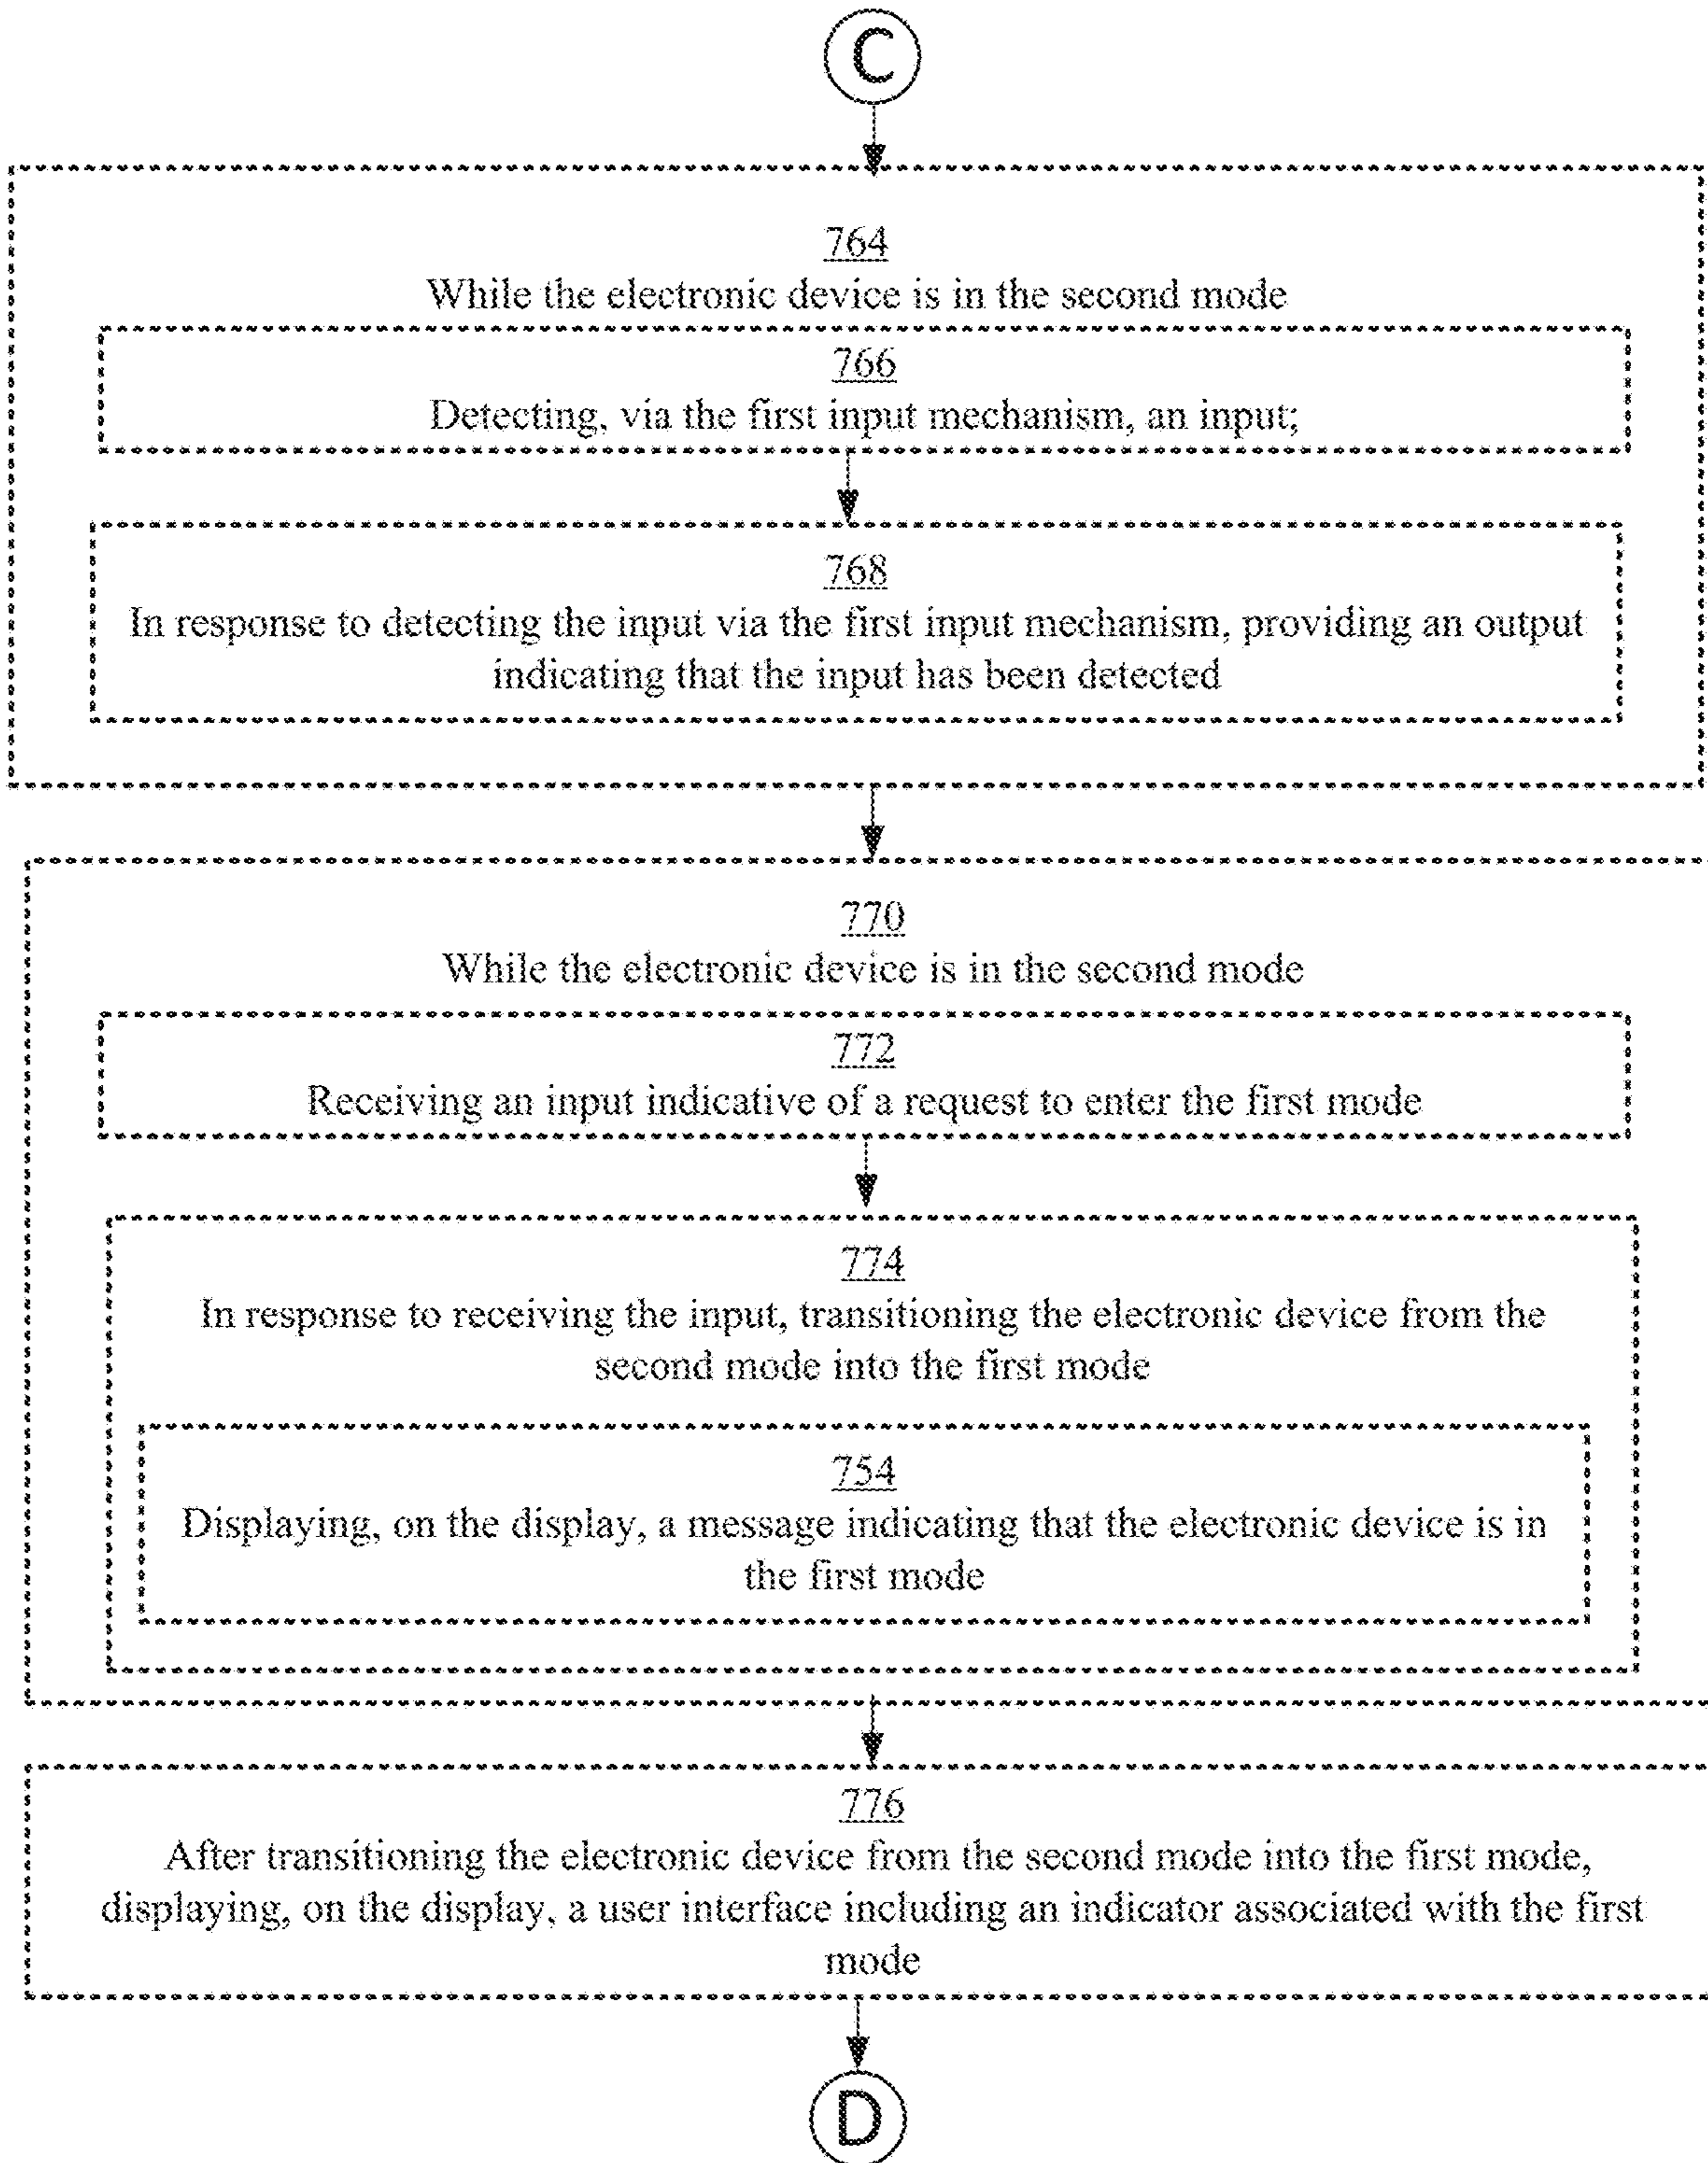 C
764
While the electronic device is in the second mode
766
Detecting, via the first input mechanism, an input;
768
In response to detecting the input via the first input mechanism, providing an output
indicating that the input has been detected
770
While the electronic device is in the second mode
772
Receiving an input indicative of a request to enter the first mode
774
In response to receiving the input, transitioning the electronic device from the
second mode into the first mode
754
Displaying, on the display, a message indicating that the electronic device is in
the first mode
776
After transitioning the electronic device from the second mode into the first mode,
displaying, on the display, a user interface including an indicator associated with the first
mode
D